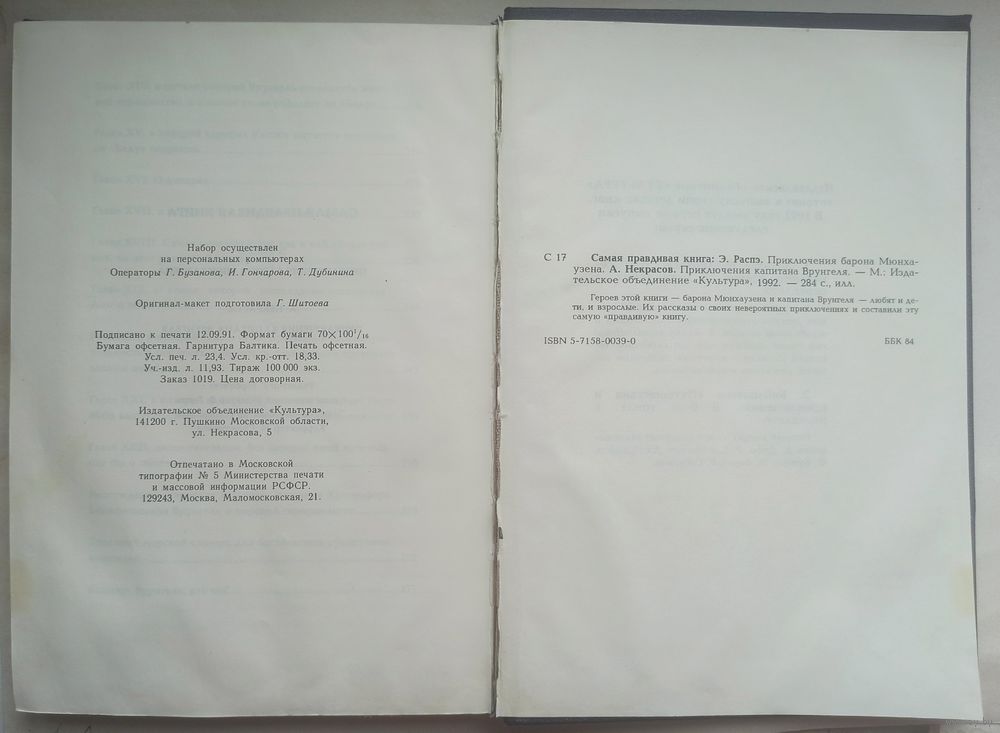 Набор осуществлен
на персональных компьютерах
Операторы Г. Бузанова, И. Гончарова, Т. Дубинина
Оригинал-макет подготовила Г. Шитоева
Подписано к печати 12.09.91. Формат бумаги 70×100¹/₁₆
Бумага офсетная. Гарнитура Балтика. Печать офсетная.
Усл. печ. л. 23,4. Усл. кр.-отт. 18,33.
Уч.-изд. л. 11,93. Тираж 100 000 экз.
Заказ 1019. Цена договорная.
Издательское объединение «Культура»,
141200 г. Пушкино Московской области,
ул. Некрасова, 5
Отпечатано в Московской
типографии № 5 Министерства печати
и массовой информации РСФСР.
129243, Москва, Маломосковская, 21.
С 17 Самая правдивая книга: Э. Распэ. Приключения барона Мюнха-
узена. А. Некрасов. Приключения капитана Врунгеля. — М.: Изда-
тельское объединение «Культура», 1992. — 284 с., илл.
Героев этой книги — барона Мюнхаузена и капитана Врунгеля — любят и де-
ти, и взрослые. Их рассказы о своих невероятных приключениях и составили эту
самую «правдивую» книгу.
ISBN 5-7158-0039-0 ББК 84